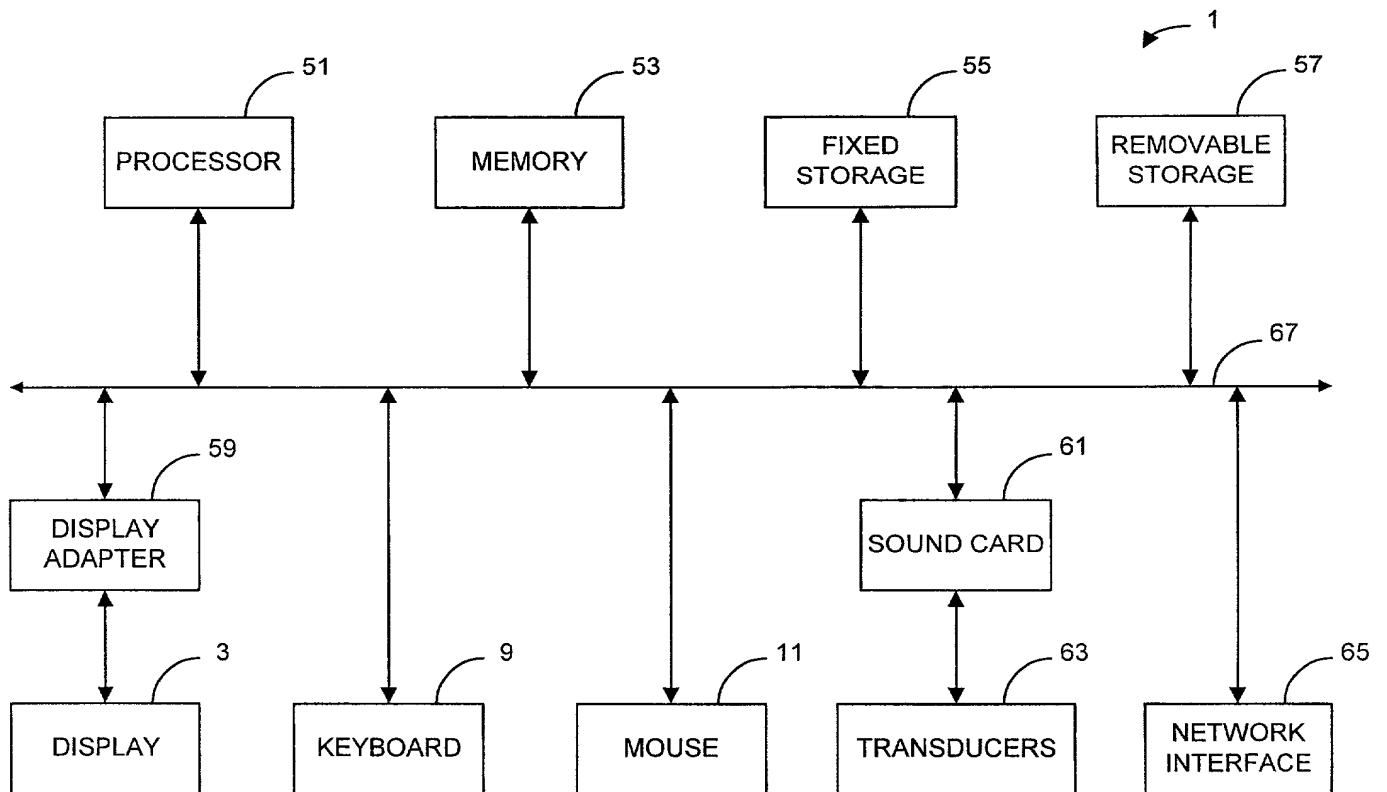 1
51
53
55
57
PROCESSOR
MEMORY
FIXED
STORAGE
REMOVABLE
STORAGE
67
59
61
DISPLAY
ADAPTER
SOUND CARD
3
9
11
63
65
DISPLAY
KEYBOARD
MOUSE
TRANSDUCERS
NETWORK
INTERFACE